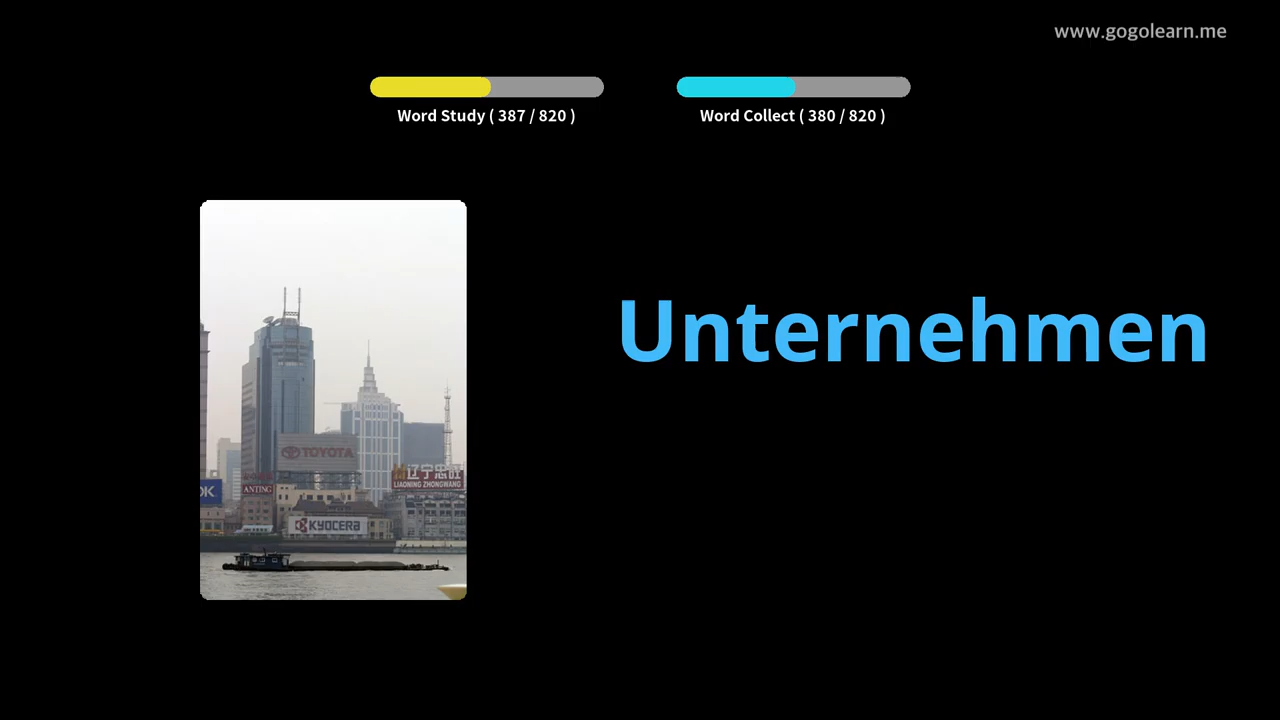 www.gogolearn.me
Word Study ( 387 / 820 )
Word Collect ( 380 / 820 )
Unternehmen
TOYOTA
辽宁忠旺
LIAONING ZHONGWANG
OK
ANTING
KYOCERA